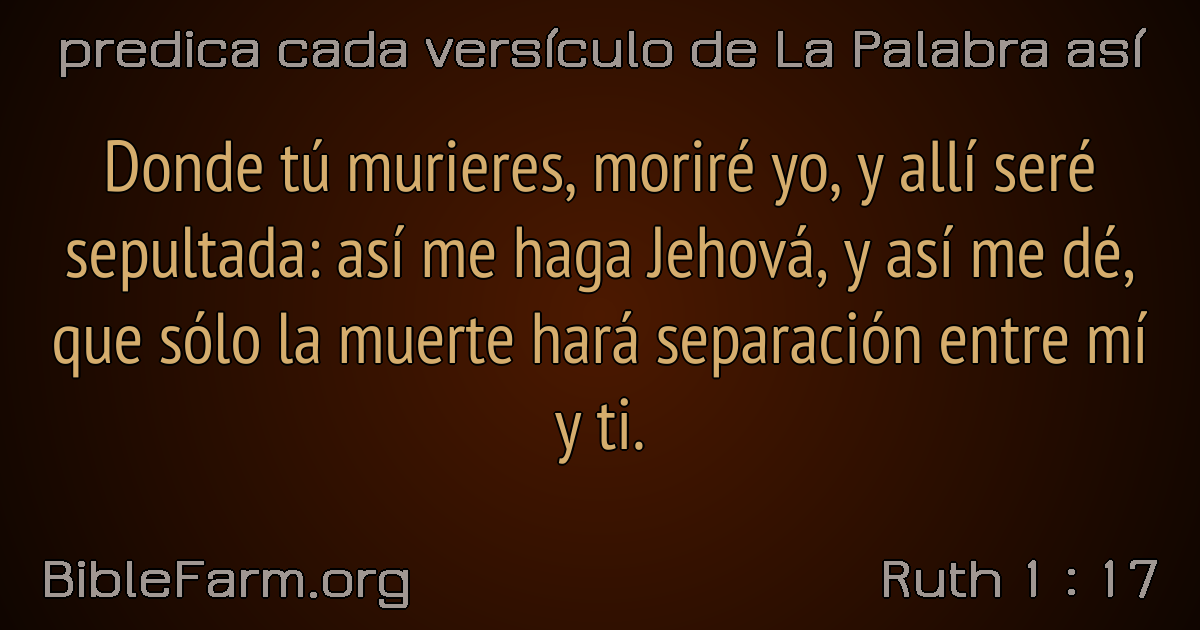 predica cada versículo de La Palabra así
Donde tú murieres, moriré yo, y allí seré
sepultada: así me haga Jehová, y así me dé,
que sólo la muerte hará separación entre mí
y ti.
BibleFarm.org
Ruth 1 : 17